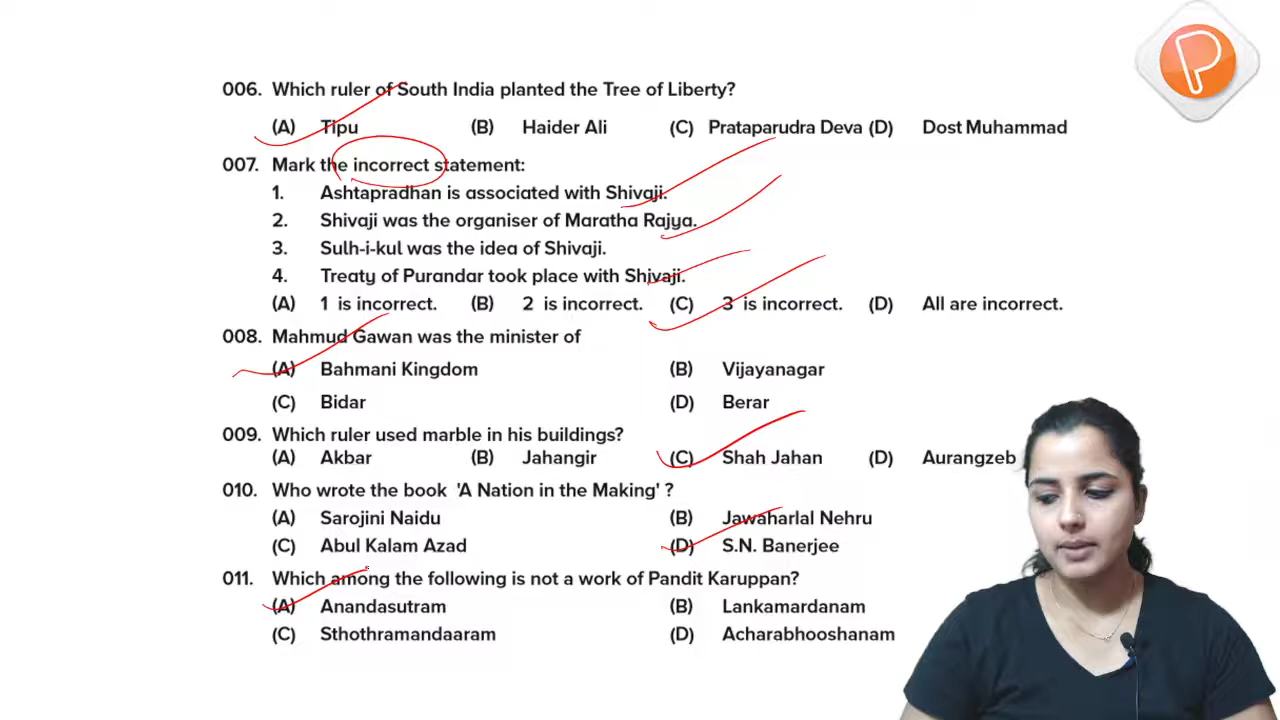 006. Which ruler of South India planted the Tree of Liberty?
(A) Tipu (B) Haider Ali (C) Prataparudra Deva (D) Dost Muhammad
007. Mark the incorrect statement:
1. Ashtapradhan is associated with Shivaji.
2. Shivaji was the organiser of Maratha Rajya.
3. Sulh-i-kul was the idea of Shivaji.
4. Treaty of Purandar took place with Shivaji.
(A) 1 is incorrect. (B) 2 is incorrect. (C) 3 is incorrect. (D) All are incorrect.
008. Mahmud Gawan was the minister of
(A) Bahmani Kingdom (B) Vijayanagar
(C) Bidar (D) Berar
009. Which ruler used marble in his buildings?
(A) Akbar (B) Jahangir (C) Shah Jahan (D) Aurangzeb
010. Who wrote the book 'A Nation in the Making' ?
(A) Sarojini Naidu (B) Jawaharlal Nehru
(C) Abul Kalam Azad (D) S.N. Banerjee
011. Which among the following is not a work of Pandit Karuppan?
(A) Anandasutram (B) Lankamardanam
(C) Sthothramandaaram (D) Acharabhooshanam